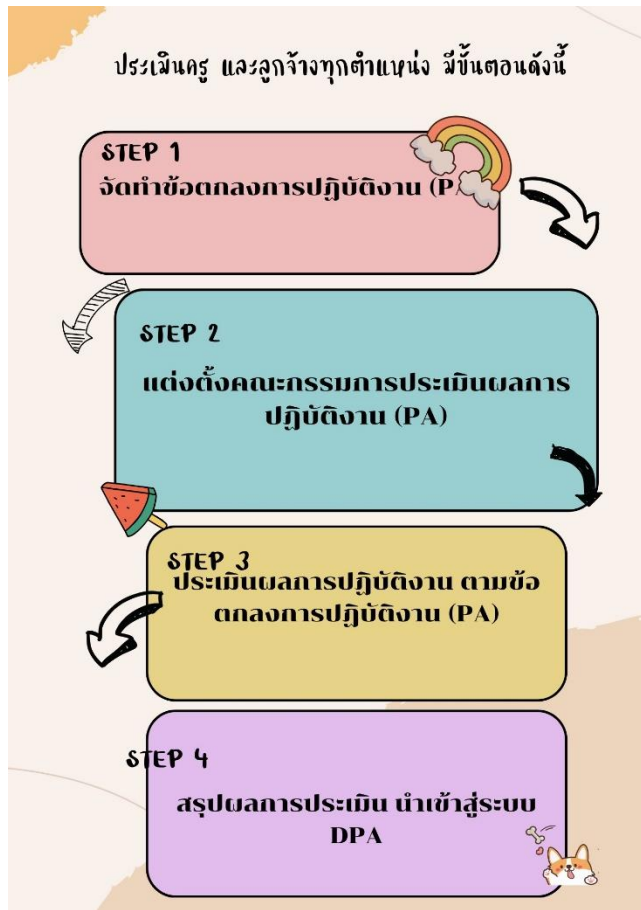 ประเมินครู และลูกจ้างทุกตำแหน่ง มีขั้นตอนดังนี้
STEP 1
จัดทำข้อตกลงการปฏิบัติงาน (P
STEP 2
แต่งตั้งคณะกรรมการประเมินผลการ
ปฏิบัติงาน (PA)
STEP 3
ประเมินผลการปฏิบัติงาน ตามข้อ
ตกลงการปฏิบัติงาน (PA)
STEP 4
สรุปผลการประเมิน นำเข้าสู่ระบบ
DPA